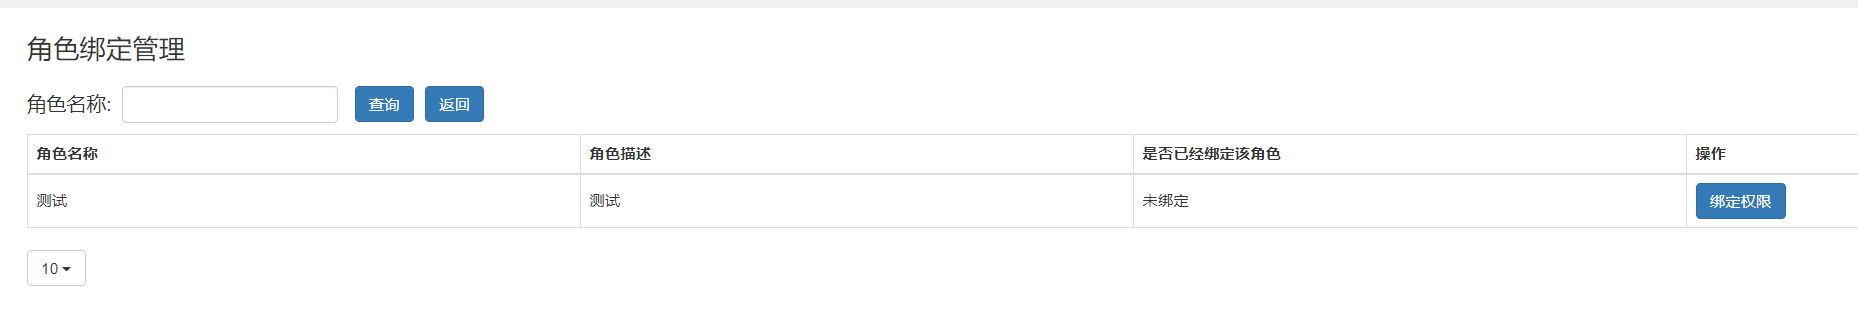 角色绑定管理
角色名称: 查询 返回
角色名称 角色描述 是否已经绑定该角色 操作
测试 测试 未绑定 绑定权限
10